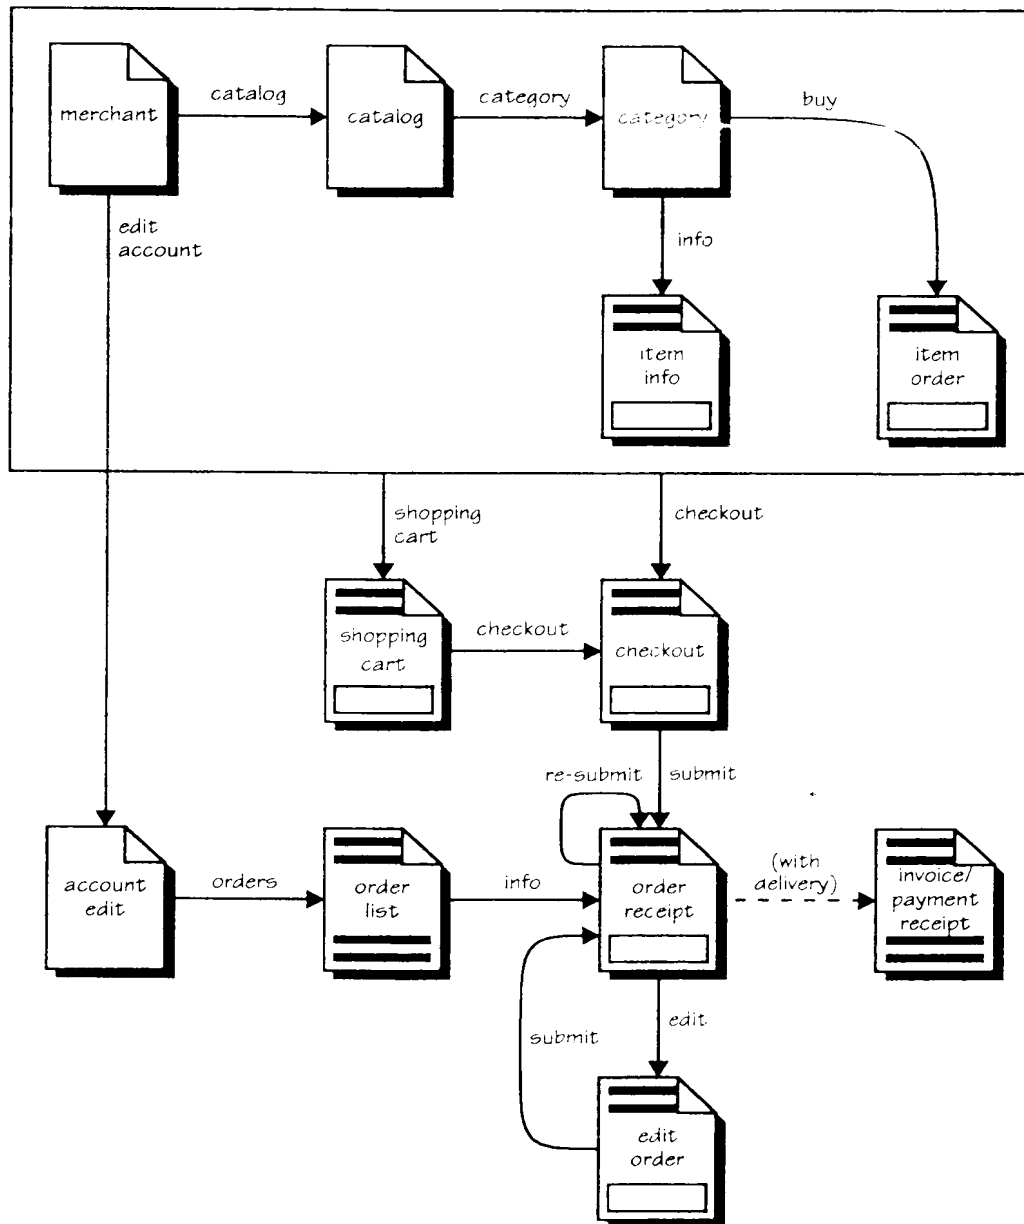 merchant
catalog
catalog
category
category
buy
edit
account
info
item
info
item
order
shopping
cart
checkout
shopping
cart
checkout
checkout
re-submit
submit
account
edit
orders
order
list
info
order
receipt
(with
delivery)
invoice/
payment
receipt
submit
edit
edit
order